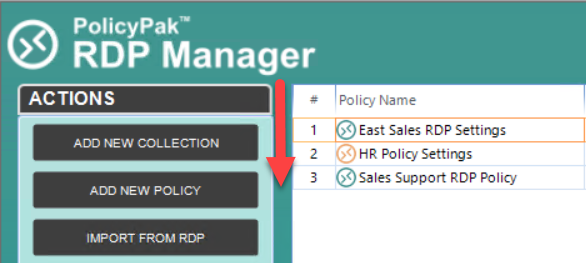 PolicyPak™
RDP Manager
ACTIONS
ADD NEW COLLECTION
ADD NEW POLICY
IMPORT FROM RDP
# Policy Name
1 East Sales RDP Settings
2 HR Policy Settings
3 Sales Support RDP Policy